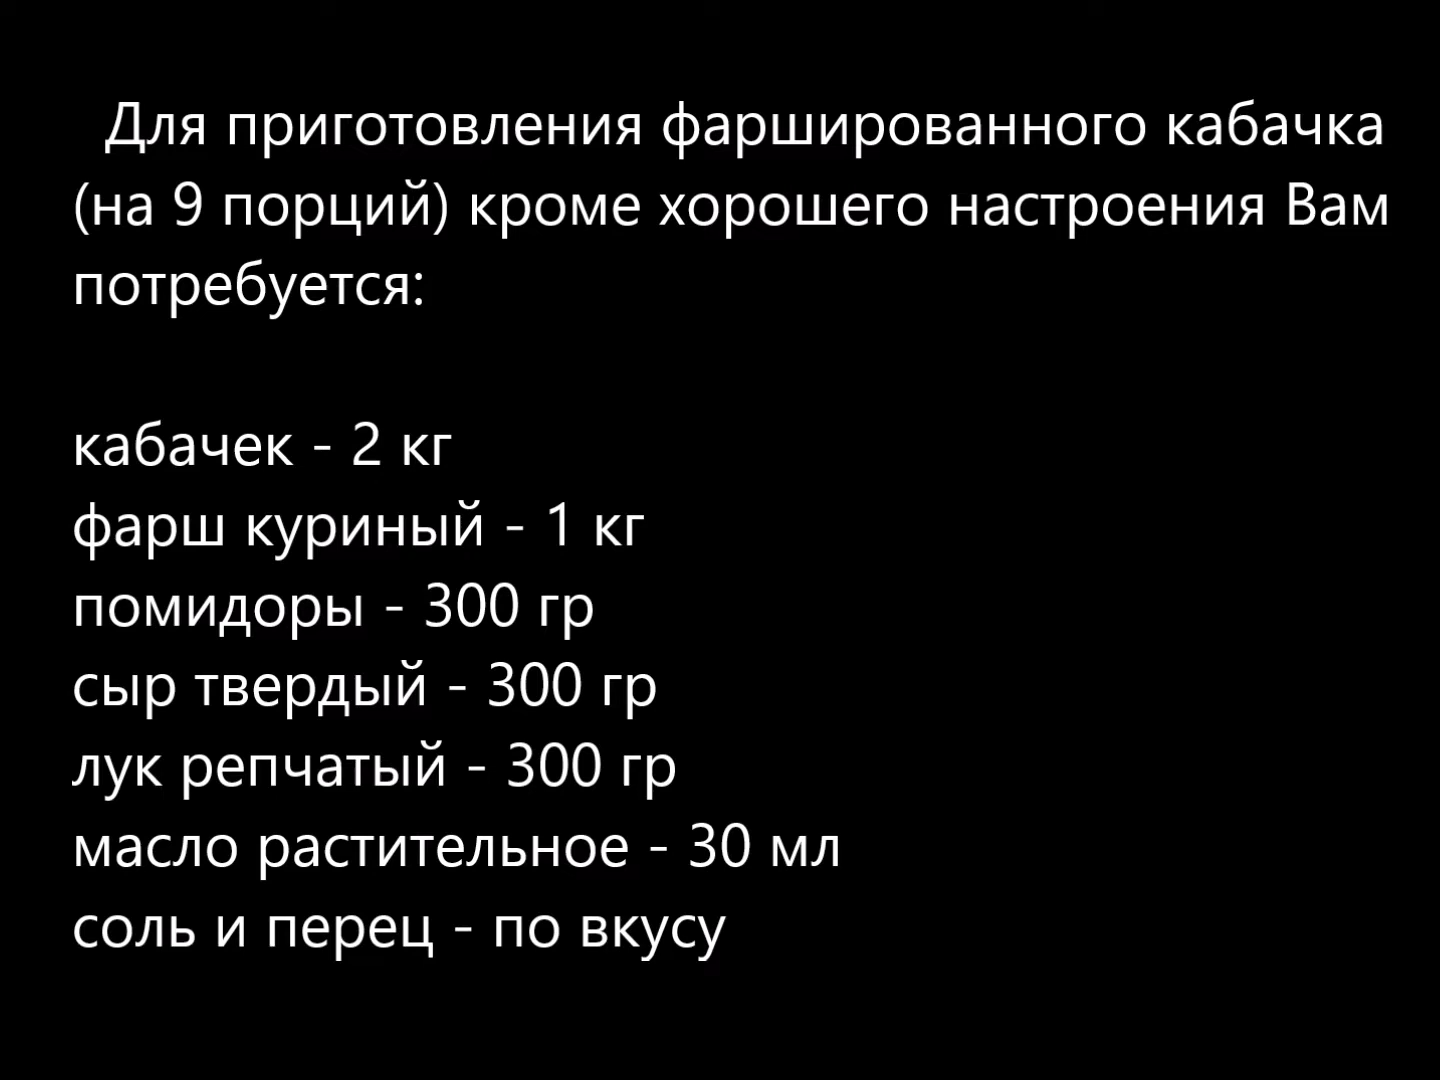 Для приготовления фаршированного кабачка
(на 9 порций) кроме хорошего настроения Вам
потребуется:
кабачек - 2 кг
фарш куриный - 1 кг
помидоры - 300 гр
сыр твердый - 300 гр
лук репчатый - 300 гр
масло растительное - 30 мл
соль и перец - по вкусу